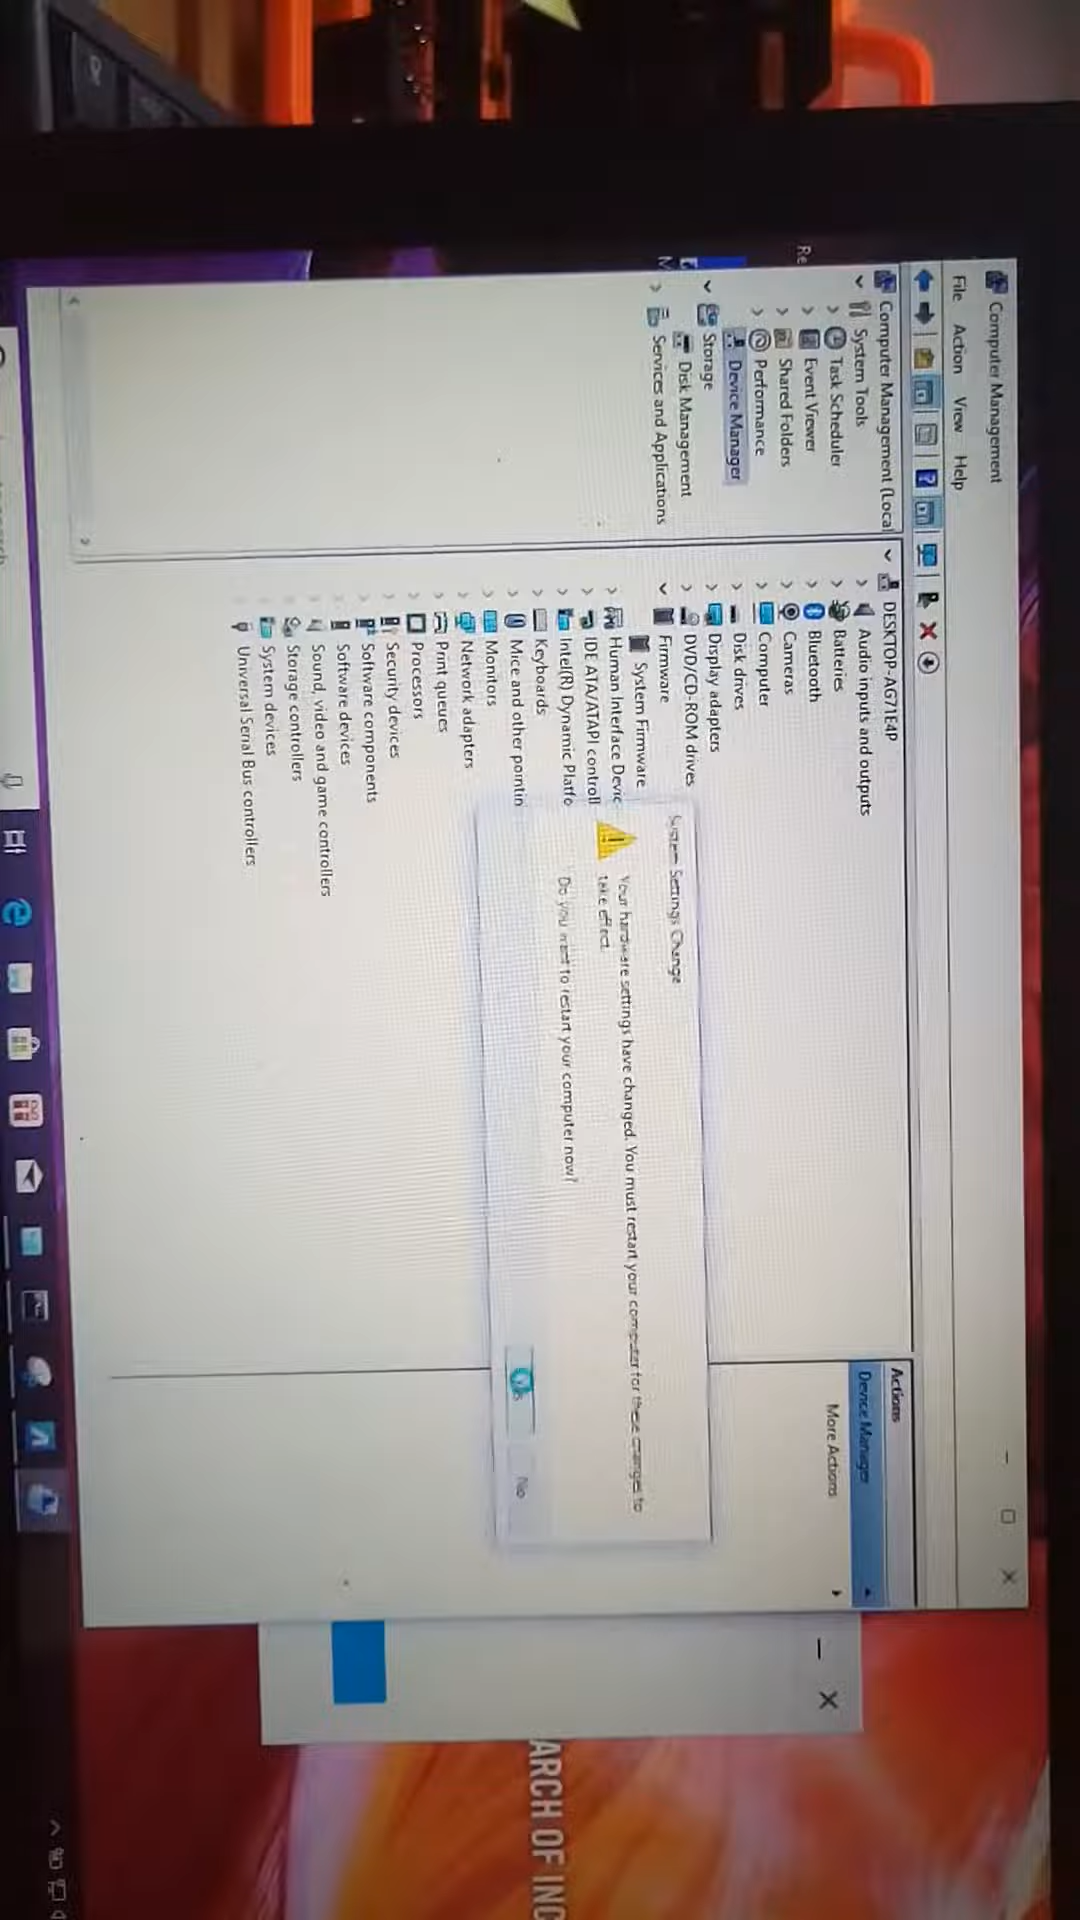 Computer Management
File Action View Help
Computer Management (Local
System Tools
Task Scheduler
Event Viewer
Shared Folders
Performance
Device Manager
Storage
Disk Management
Services and Applications
DESKTOP-AG71E4P
Audio inputs and outputs
Batteries
Bluetooth
Cameras
Computer
Disk drives
Display adapters
DVD/CD-ROM drives
Firmware
System Firmware
Human Interface Devic
IDE ATA/ATAPI controll
Intel(R) Dynamic Platfo
Keyboards
Mice and other pointin
Monitors
Network adapters
Print queues
Processors
Security devices
Software components
Software devices
Sound, video and game controllers
Storage controllers
System devices
Universal Serial Bus controllers
System Settings Change
Your hardware settings have changed. You must restart your computer for these changes to
take effect.
Do you want to restart your computer now?
No
Actions
Device Manager
More Actions
Re
ARCH OF INC